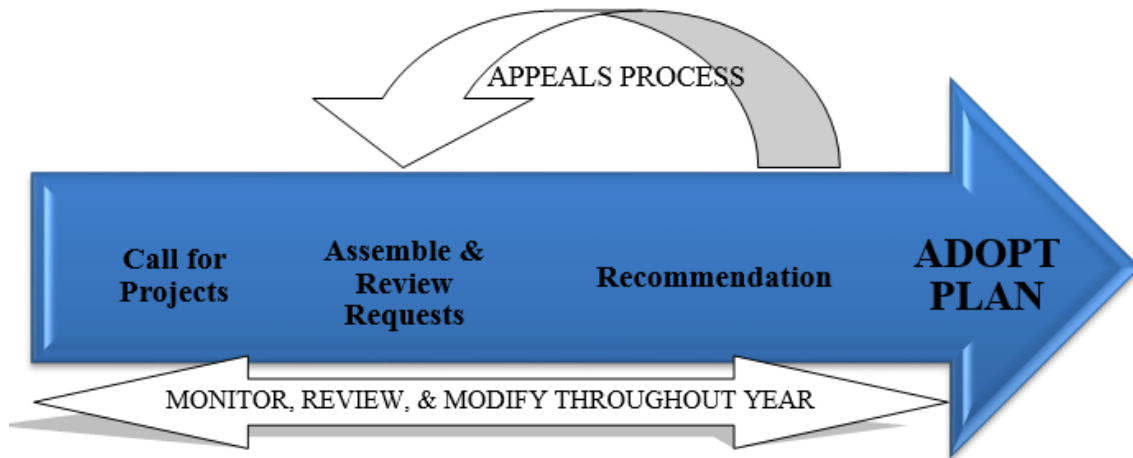 APPEALS PROCESS
Call for
Projects
Assemble &
Review
Requests
Recommendation
ADOPT
PLAN
MONITOR, REVIEW, & MODIFY THROUGHOUT YEAR